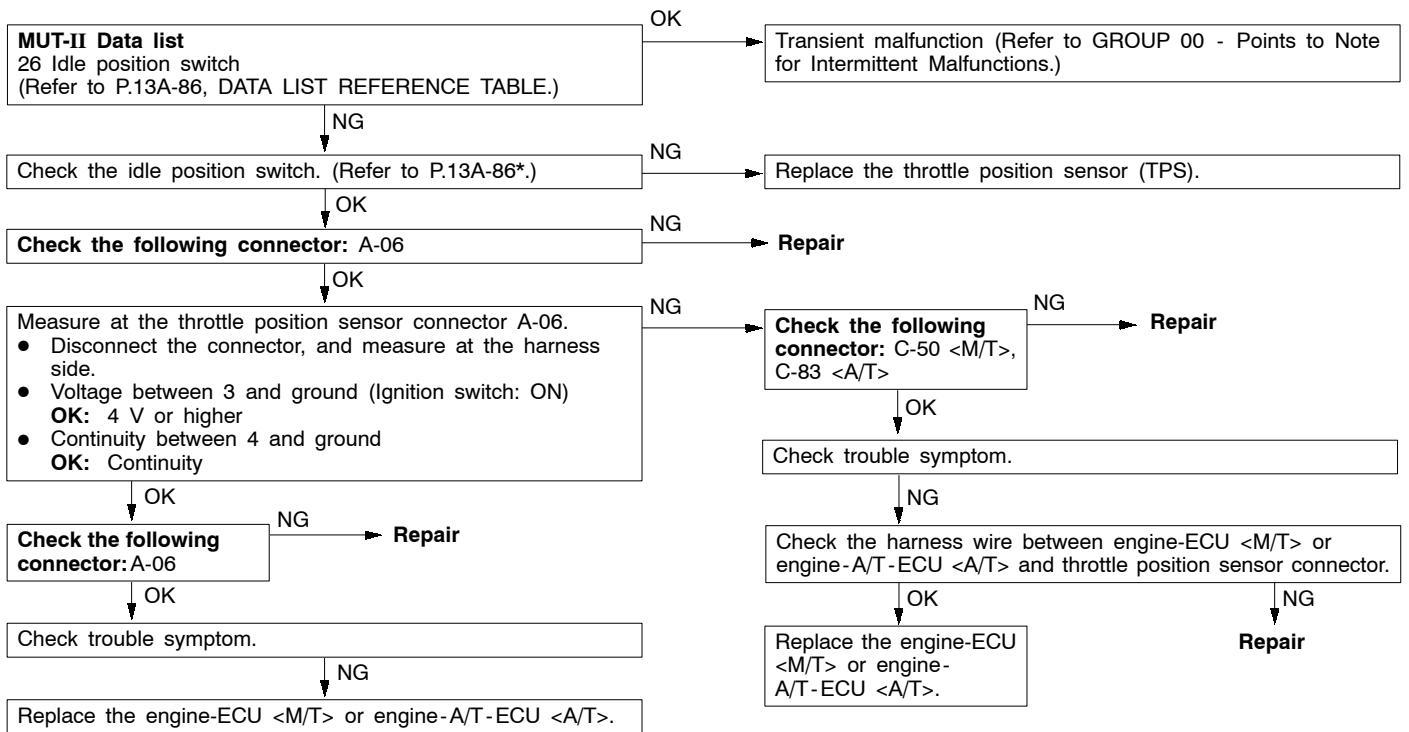 MUT-II Data list
26 Idle position switch
(Refer to P.13A-86, DATA LIST REFERENCE TABLE.)
OK
Transient malfunction (Refer to GROUP 00 - Points to Note
for Intermittent Malfunctions.)
NG
Check the idle position switch. (Refer to P.13A-86*.)
NG
Replace the throttle position sensor (TPS).
OK
Check the following connector: A-06
NG
Repair
OK
Measure at the throttle position sensor connector A-06.
● Disconnect the connector, and measure at the harness
side.
● Voltage between 3 and ground (Ignition switch: ON)
OK: 4 V or higher
● Continuity between 4 and ground
OK: Continuity
NG
Check the following
connector: C-50 <M/T>,
C-83 <A/T>
NG
Repair
OK
Check trouble symptom.
NG
Check the harness wire between engine-ECU <M/T> or
engine-A/T-ECU <A/T> and throttle position sensor connector.
OK
Replace the engine-ECU
<M/T> or engine-
A/T-ECU <A/T>.
NG
Repair
OK
Check the following
connector: A-06
NG
Repair
OK
Check trouble symptom.
NG
Replace the engine-ECU <M/T> or engine-A/T-ECU <A/T>.